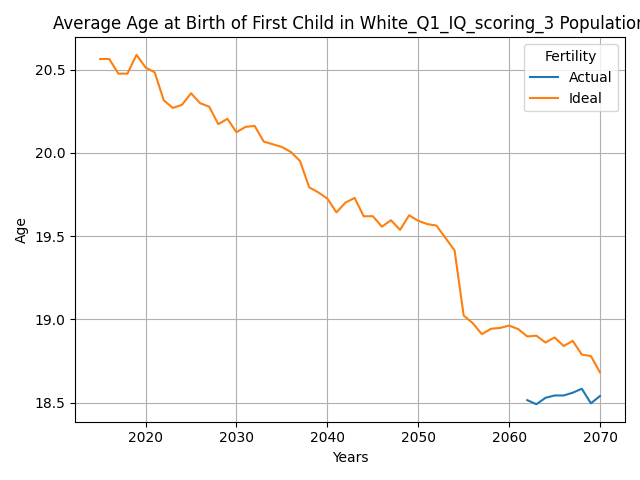 Average Age at Birth of First Child in White_Q1_IQ_scoring_3 Population
Fertility
Actual
Ideal
20.5
20.0
19.5
19.0
18.5
Age
2020 2030 2040 2050 2060 2070
Years